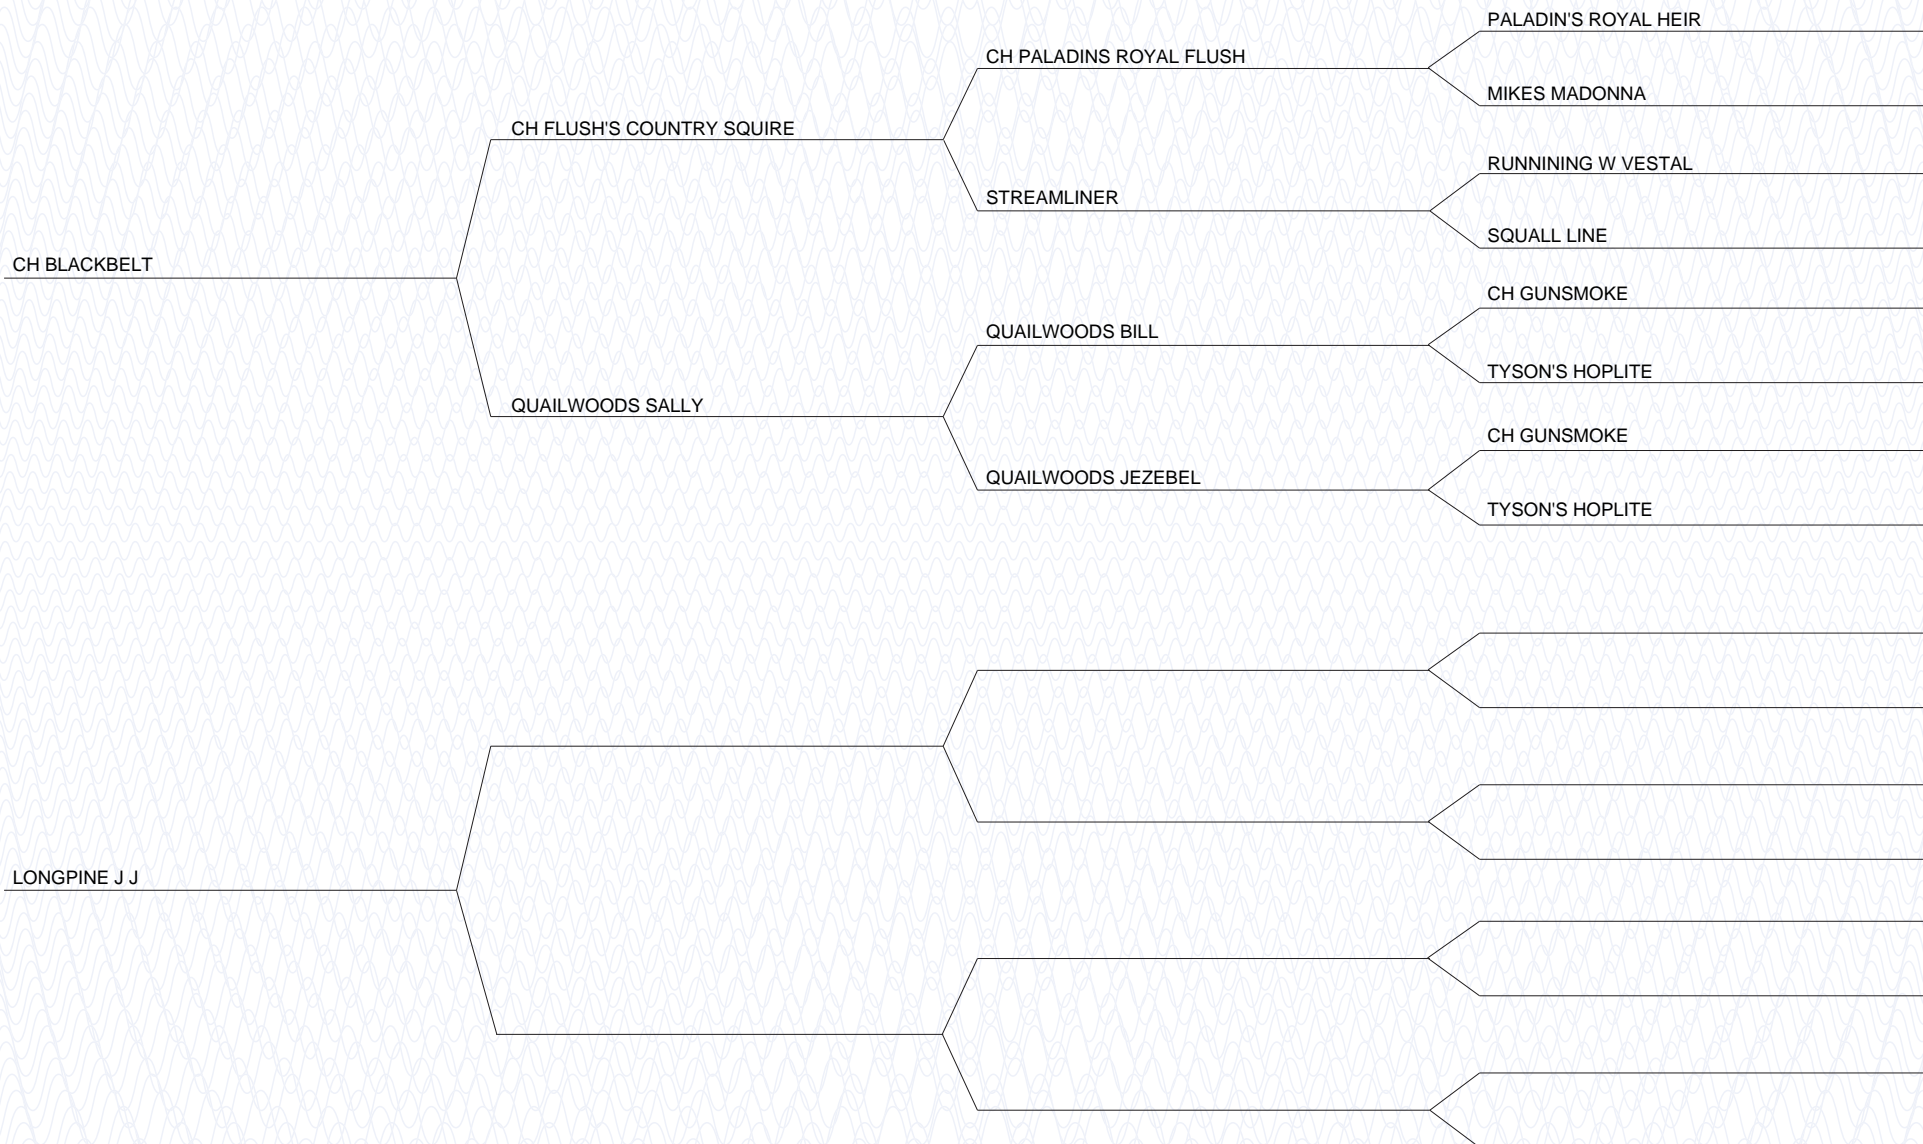 PALADIN'S ROYAL HEIR
CH PALADINS ROYAL FLUSH
MIKES MADONNA
CH FLUSH'S COUNTRY SQUIRE
RUNNINING W VESTAL
STREAMLINER
SQUALL LINE
CH BLACKBELT
CH GUNSMOKE
QUAILWOODS BILL
TYSON'S HOPLITE
QUAILWOODS SALLY
CH GUNSMOKE
QUAILWOODS JEZEBEL
TYSON'S HOPLITE
LONGPINE J J